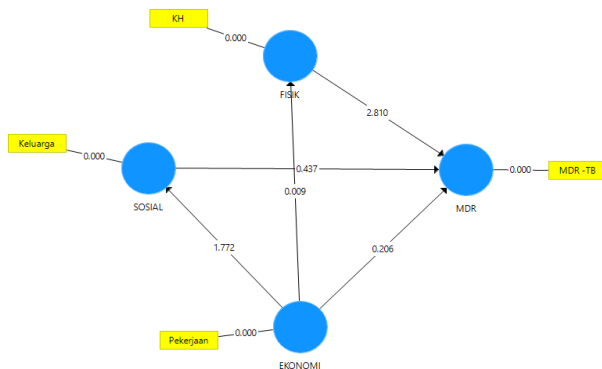 KH
0.000
FISIK
2.810
Keluarga
0.000
SOSIAL
0.437
0.000
MDR -TB
MDR
0.009
1.772
0.206
Pekerjaan
0.000
EKONOMI